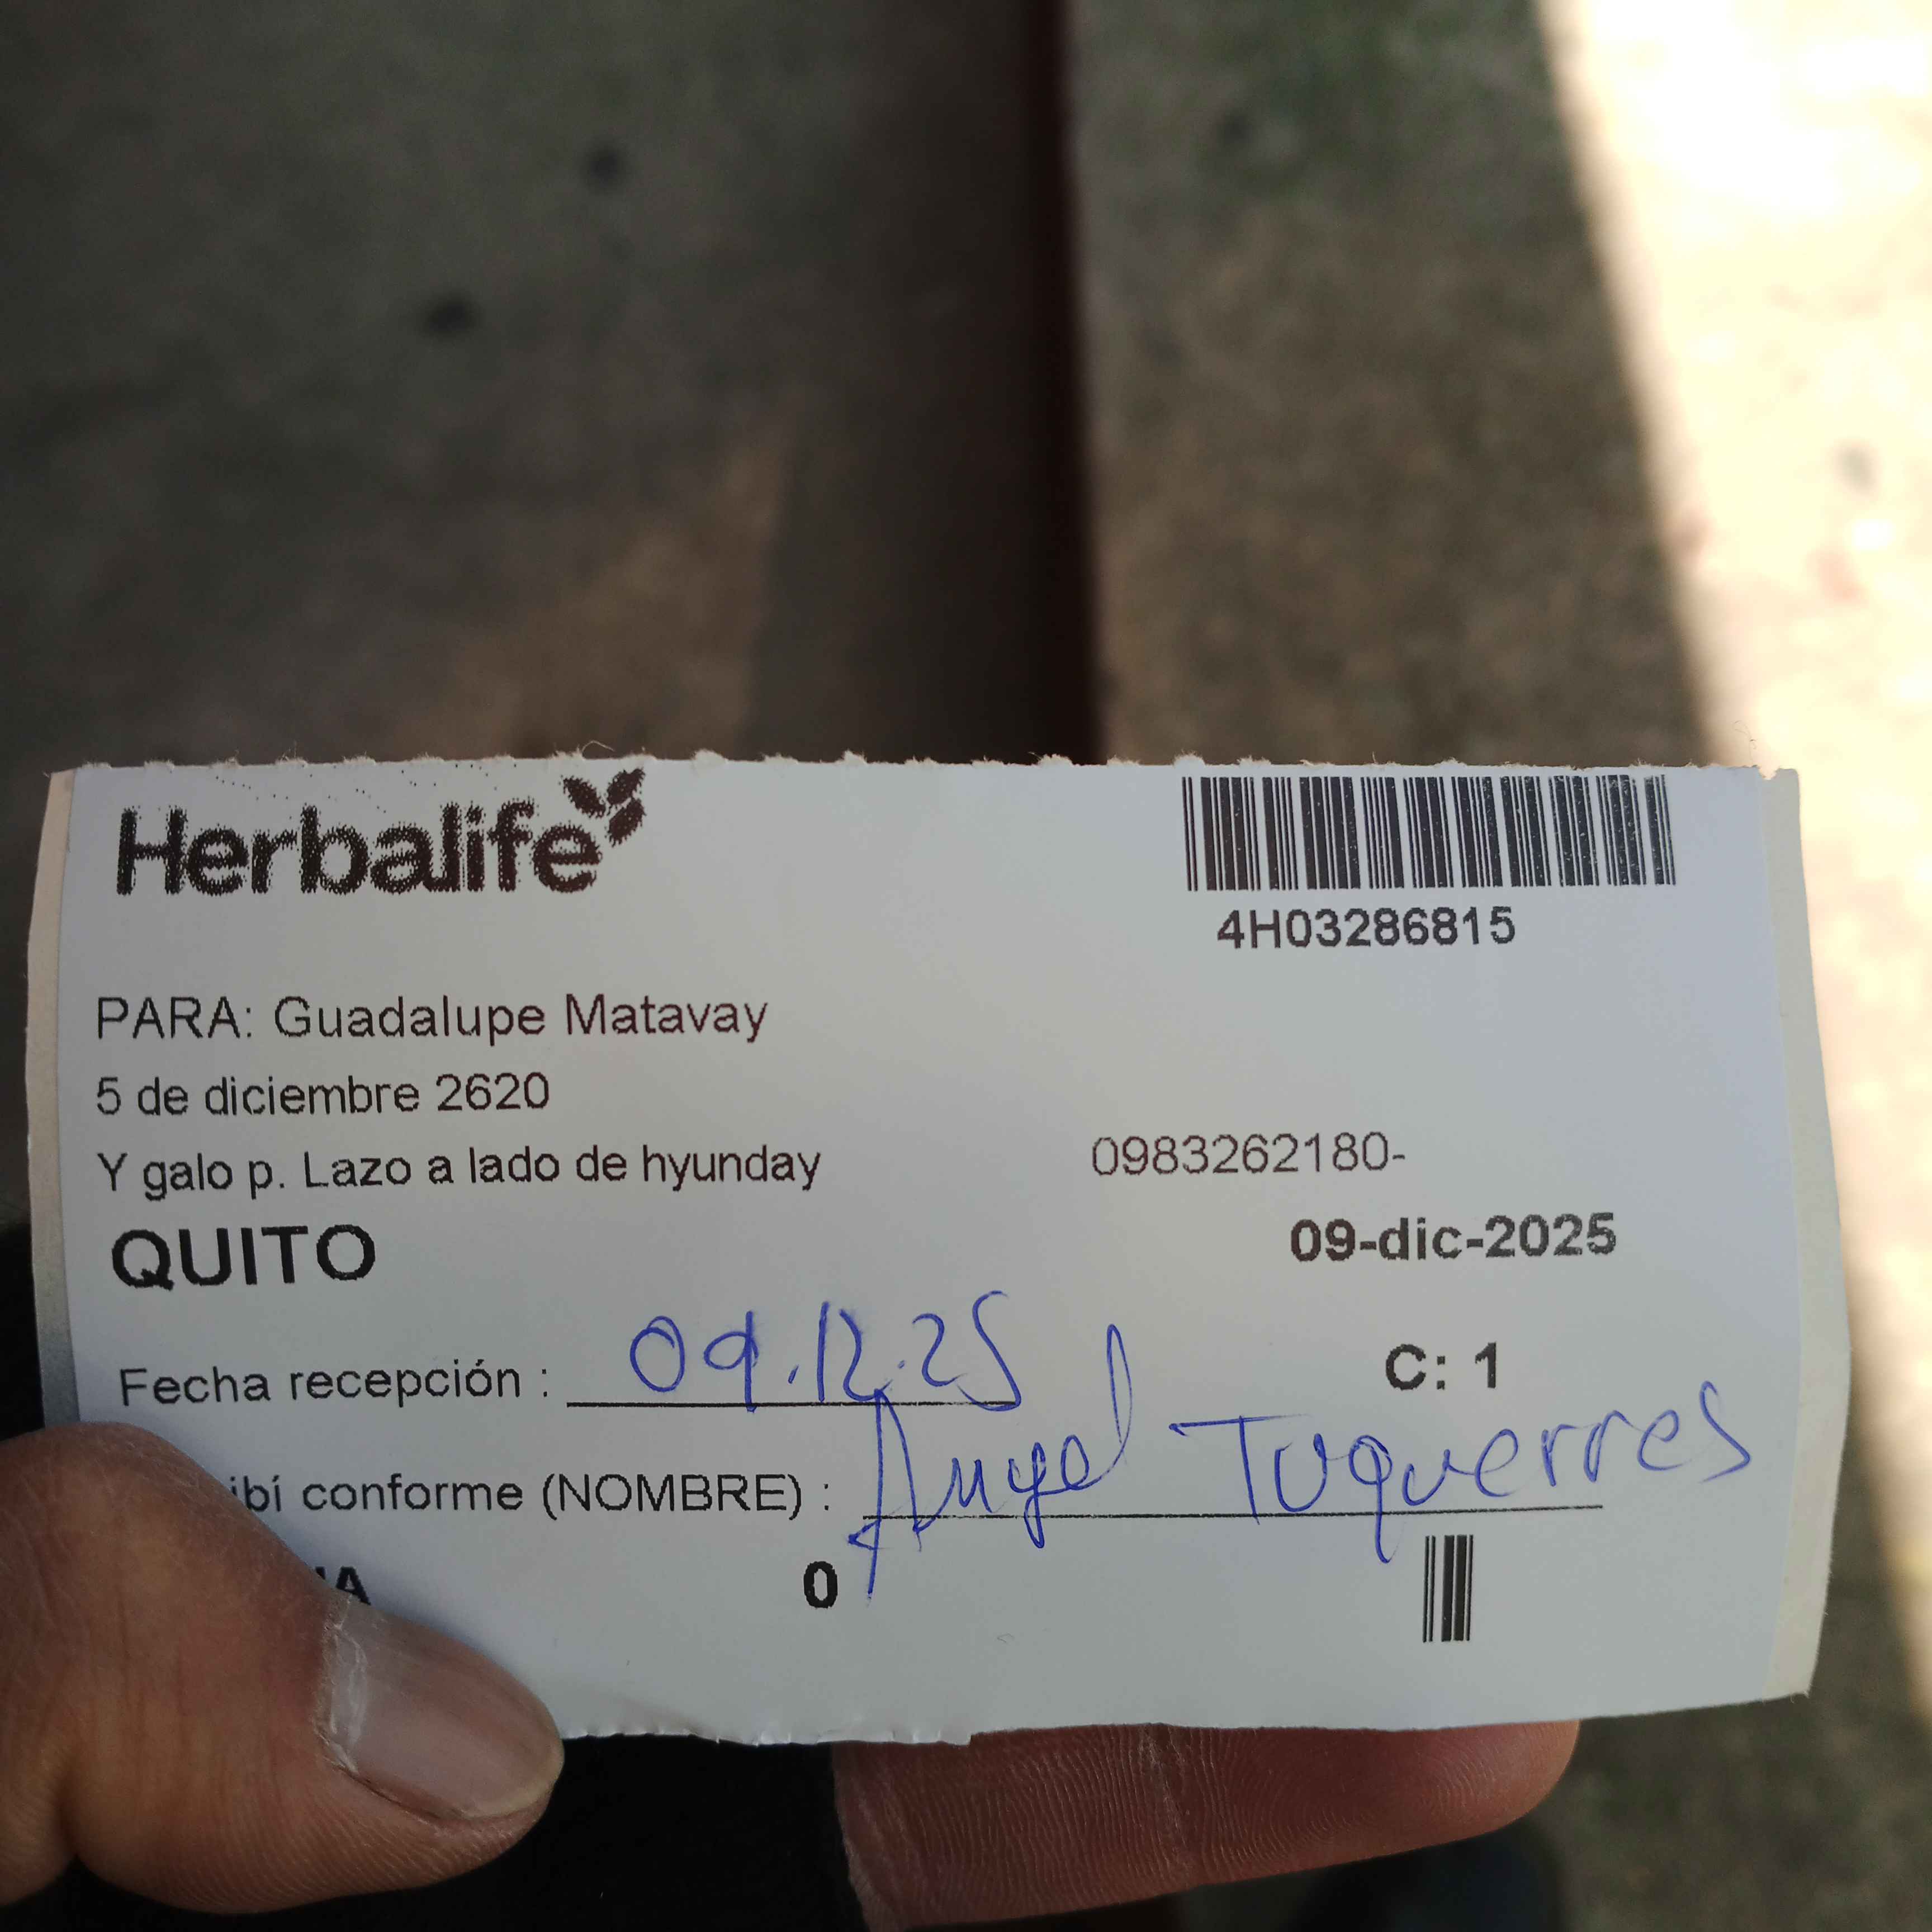 Herbalife
4H03286815
PARA: Guadalupe Matavay
5 de diciembre 2620
Y galo p. Lazo a lado de hyunday 0983262180-
QUITO 09-dic-2025
Fecha recepción : 09.12.25 C: 1
ibí conforme (NOMBRE) : Angel Tuquerres
IA 0